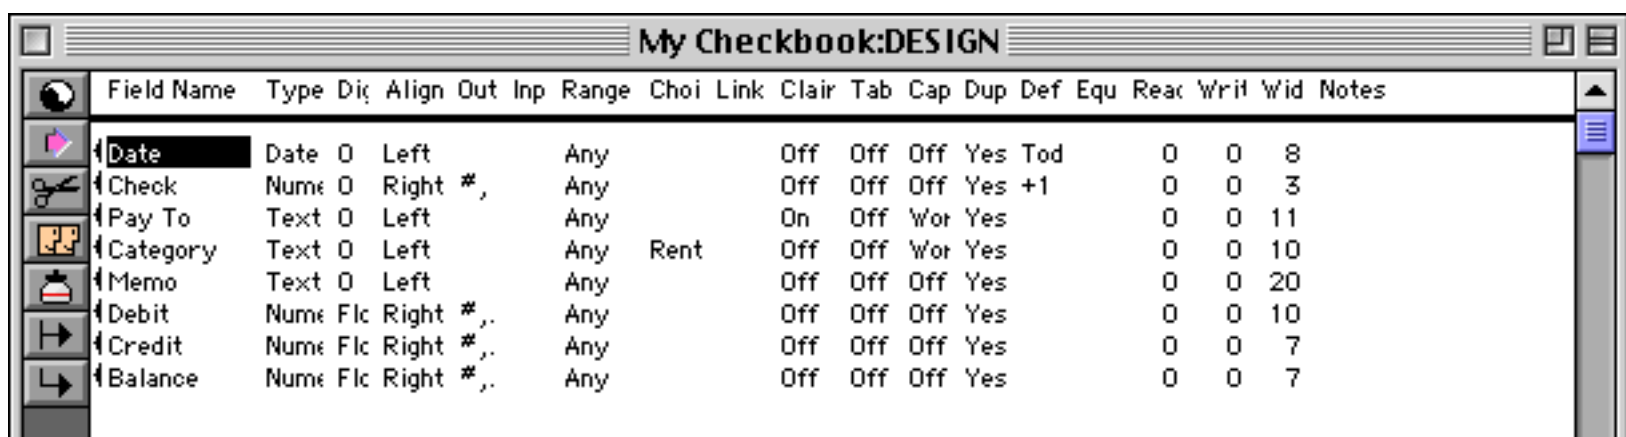 My Checkbook:DESIGN
Field Name Type Dig Align Out Inp Range Choi Link Clair Tab Cap Dup Def Equ Read Writ Wid Notes
Date Date 0 Left Any Off Off Off Yes Tod 0 0 8
Check Nume 0 Right #, Any Off Off Off Yes +1 0 0 3
Pay To Text 0 Left Any On Off Wor Yes 0 0 11
Category Text 0 Left Any Rent Off Off Wor Yes 0 0 10
Memo Text 0 Left Any Off Off Off Yes 0 0 20
Debit Nume Flo Right #,. Any Off Off Off Yes 0 0 10
Credit Nume Flo Right #,. Any Off Off Off Yes 0 0 7
Balance Nume Flo Right #,. Any Off Off Off Yes 0 0 7